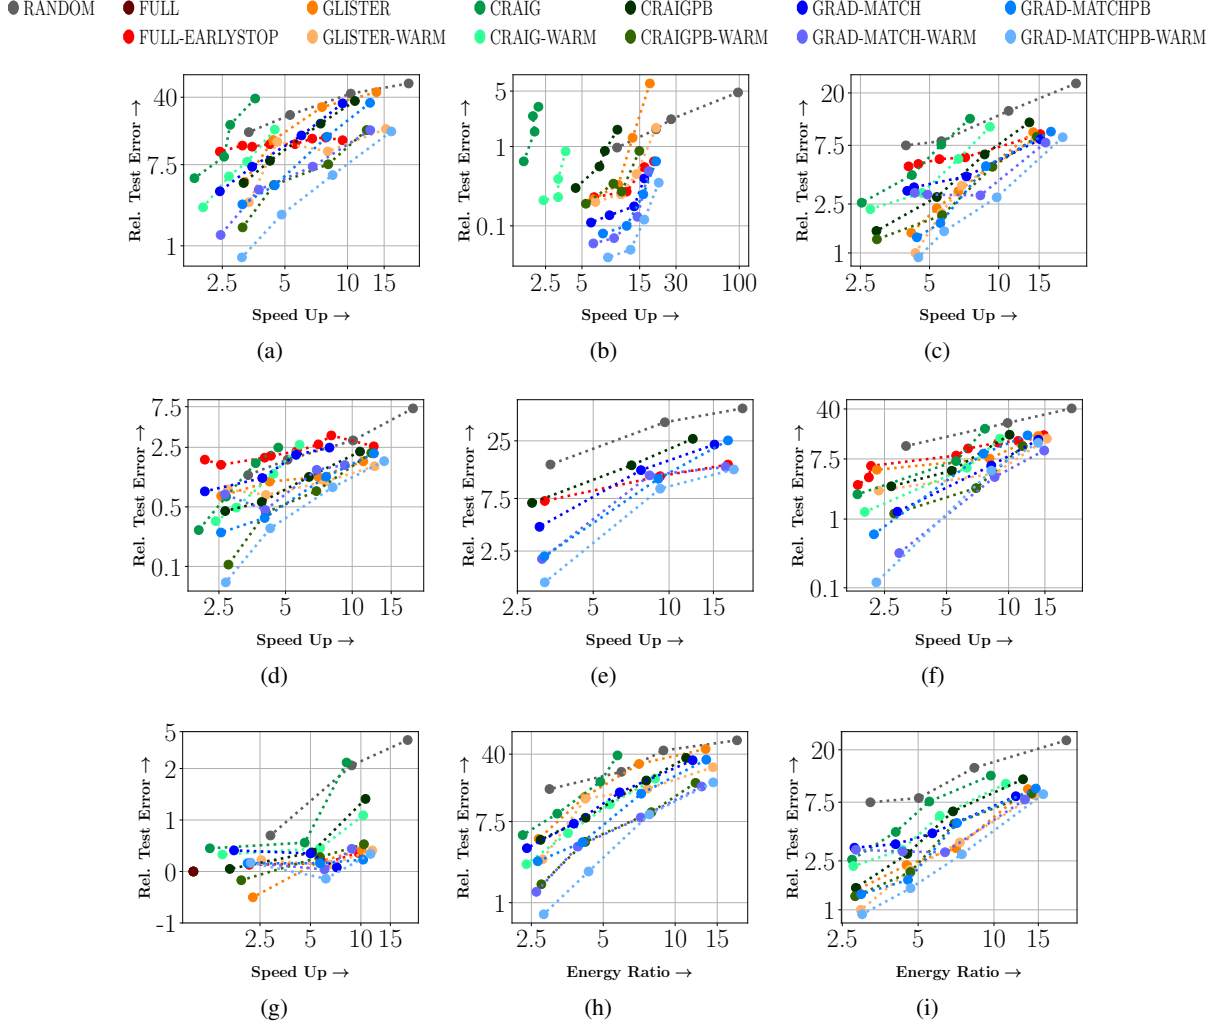 RANDOM FULL GLISTER CRAIG CRAIGPB GRAD-MATCH GRAD-MATCHPB
FULL-EARLYSTOP GLISTER-WARM CRAIG-WARM CRAIGPB-WARM GRAD-MATCH-WARM GRAD-MATCHPB-WARM
Rel. Test Error →
40
7.5
1
2.5 5 10 15
Speed Up →
(a)
Rel. Test Error →
5
1
0.1
2.5 5 15 30 100
Speed Up →
(b)
Rel. Test Error →
20
7.5
2.5
1
2.5 5 10 15
Speed Up →
(c)
Rel. Test Error →
7.5
2.5
0.5
0.1
2.5 5 10 15
Speed Up →
(d)
Rel. Test Error →
25
7.5
2.5
2.5 5 10 15
Speed Up →
(e)
Rel. Test Error →
40
7.5
1
0.1
2.5 5 10 15
Speed Up →
(f)
Rel. Test Error →
5
2
1
0
-1
2.5 5 10 15
Speed Up →
(g)
Rel. Test Error →
40
7.5
1
2.5 5 10 15
Energy Ratio →
(h)
Rel. Test Error →
20
7.5
2.5
1
2.5 5 10 15
Energy Ratio →
(i)